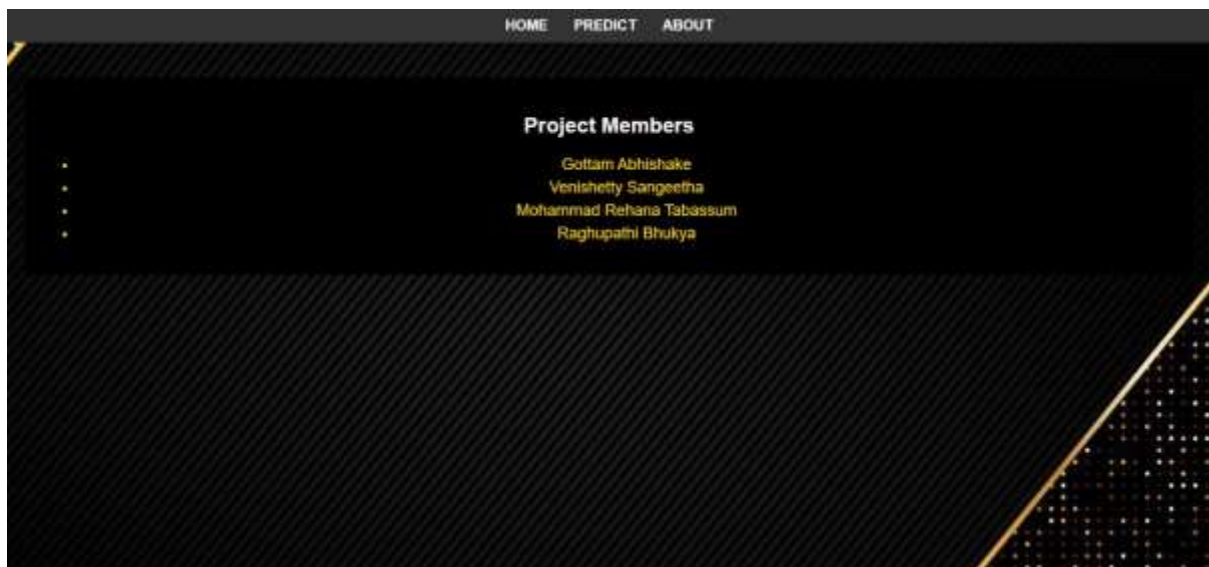 HOME PREDICT ABOUT
Project Members
• Gottam Abhishake
• Venishetty Sangeetha
• Mohammad Rehana Tabassum
• Raghupathi Bhukya